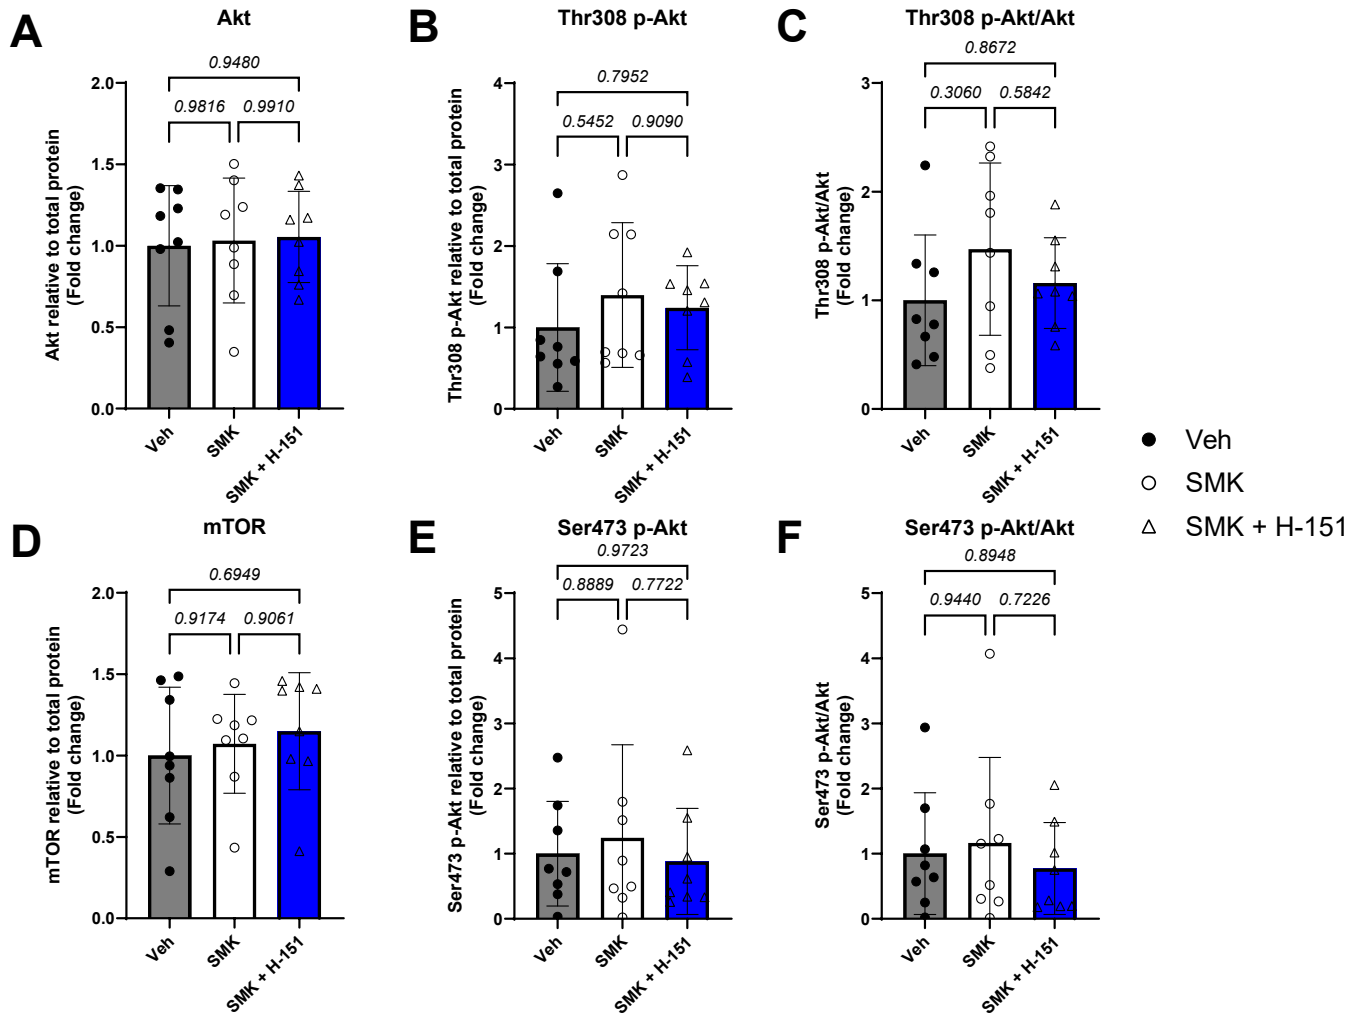 A
Akt
0.9480
0.9816
0.9910
Akt relative to total protein
(Fold change)
2.0
1.5
1.0
0.5
0.0
Veh
SMK
SMK + H-151
B
Thr308 p-Akt
0.7952
0.5452
0.9090
Thr308 p-Akt relative to total protein
(Fold change)
4
3
2
1
0
Veh
SMK
SMK + H-151
C
Thr308 p-Akt/Akt
0.8672
0.3060
0.5842
Thr308 p-Akt/Akt
(Fold change)
3
2
1
0
Veh
SMK
SMK + H-151
Veh
SMK
SMK + H-151
D
mTOR
0.6949
0.9174
0.9061
mTOR relative to total protein
(Fold change)
2.0
1.5
1.0
0.5
0.0
Veh
SMK
SMK + H-151
E
Ser473 p-Akt
0.9723
0.8889
0.7722
Ser473 p-Akt relative to total protein
(Fold change)
5
4
3
2
1
0
Veh
SMK
SMK + H-151
F
Ser473 p-Akt/Akt
0.8948
0.9440
0.7226
Ser473 p-Akt/Akt
(Fold change)
5
4
3
2
1
0
Veh
SMK
SMK + H-151